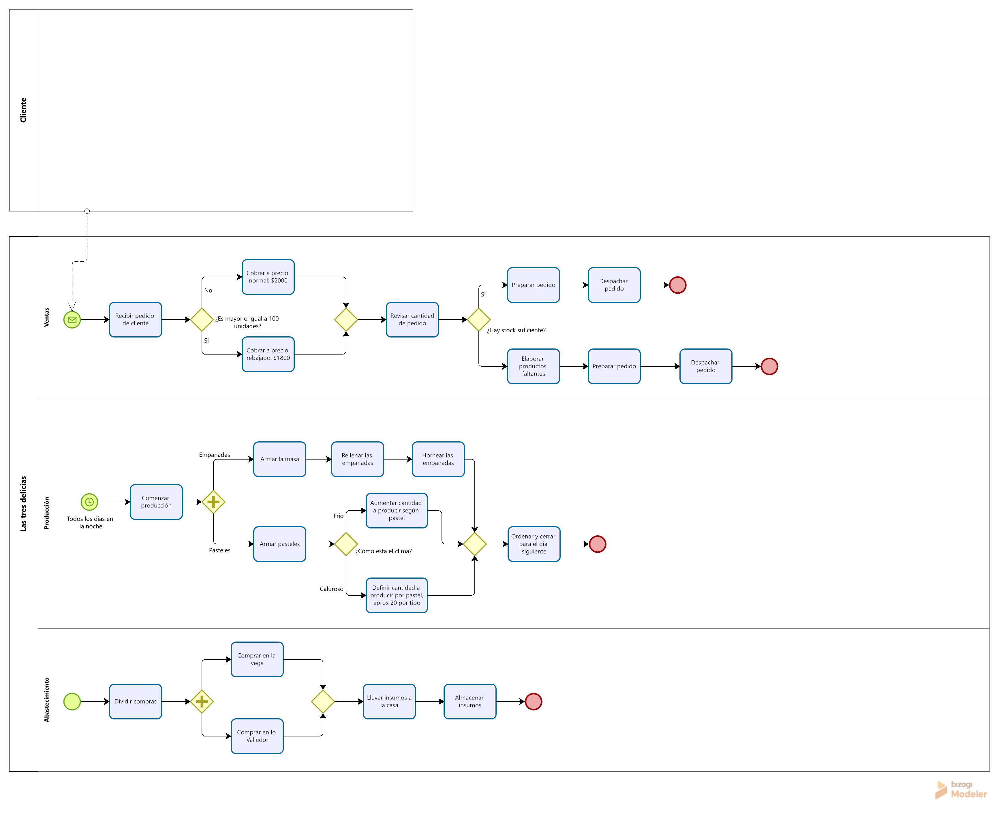 Cliente
Las tres delicias
Ventas
Recibir pedido
de cliente
No
¿Es mayor o igual a 100
unidades?
Sí
Cobrar a precio
normal: $2000
Cobrar a precio
rebajado: $1800
Revisar cantidad
de pedido
Sí
¿Hay stock suficiente?
Preparar pedido
Despachar
pedido
Elaborar
productos
faltantes
Preparar pedido
Despachar
pedido
Producción
Todos los dias en
la noche
Comenzar
producción
Empanadas
Armar la masa
Rellenar las
empanadas
Hornear las
empanadas
Pasteles
Armar pasteles
Frío
¿Como esta el clima?
Caluroso
Aumentar cantidad
a producir según
pastel
Definir cantidad a
producir por pastel,
aprox 20 por tipo
Ordenar y cerrar
para el dia
siguiente
Abastecimiento
Dividir compras
Comprar en la
vega
Comprar en lo
Valledor
Llevar insumos a
la casa
Almacenar
insumos
bizagi
Modeler